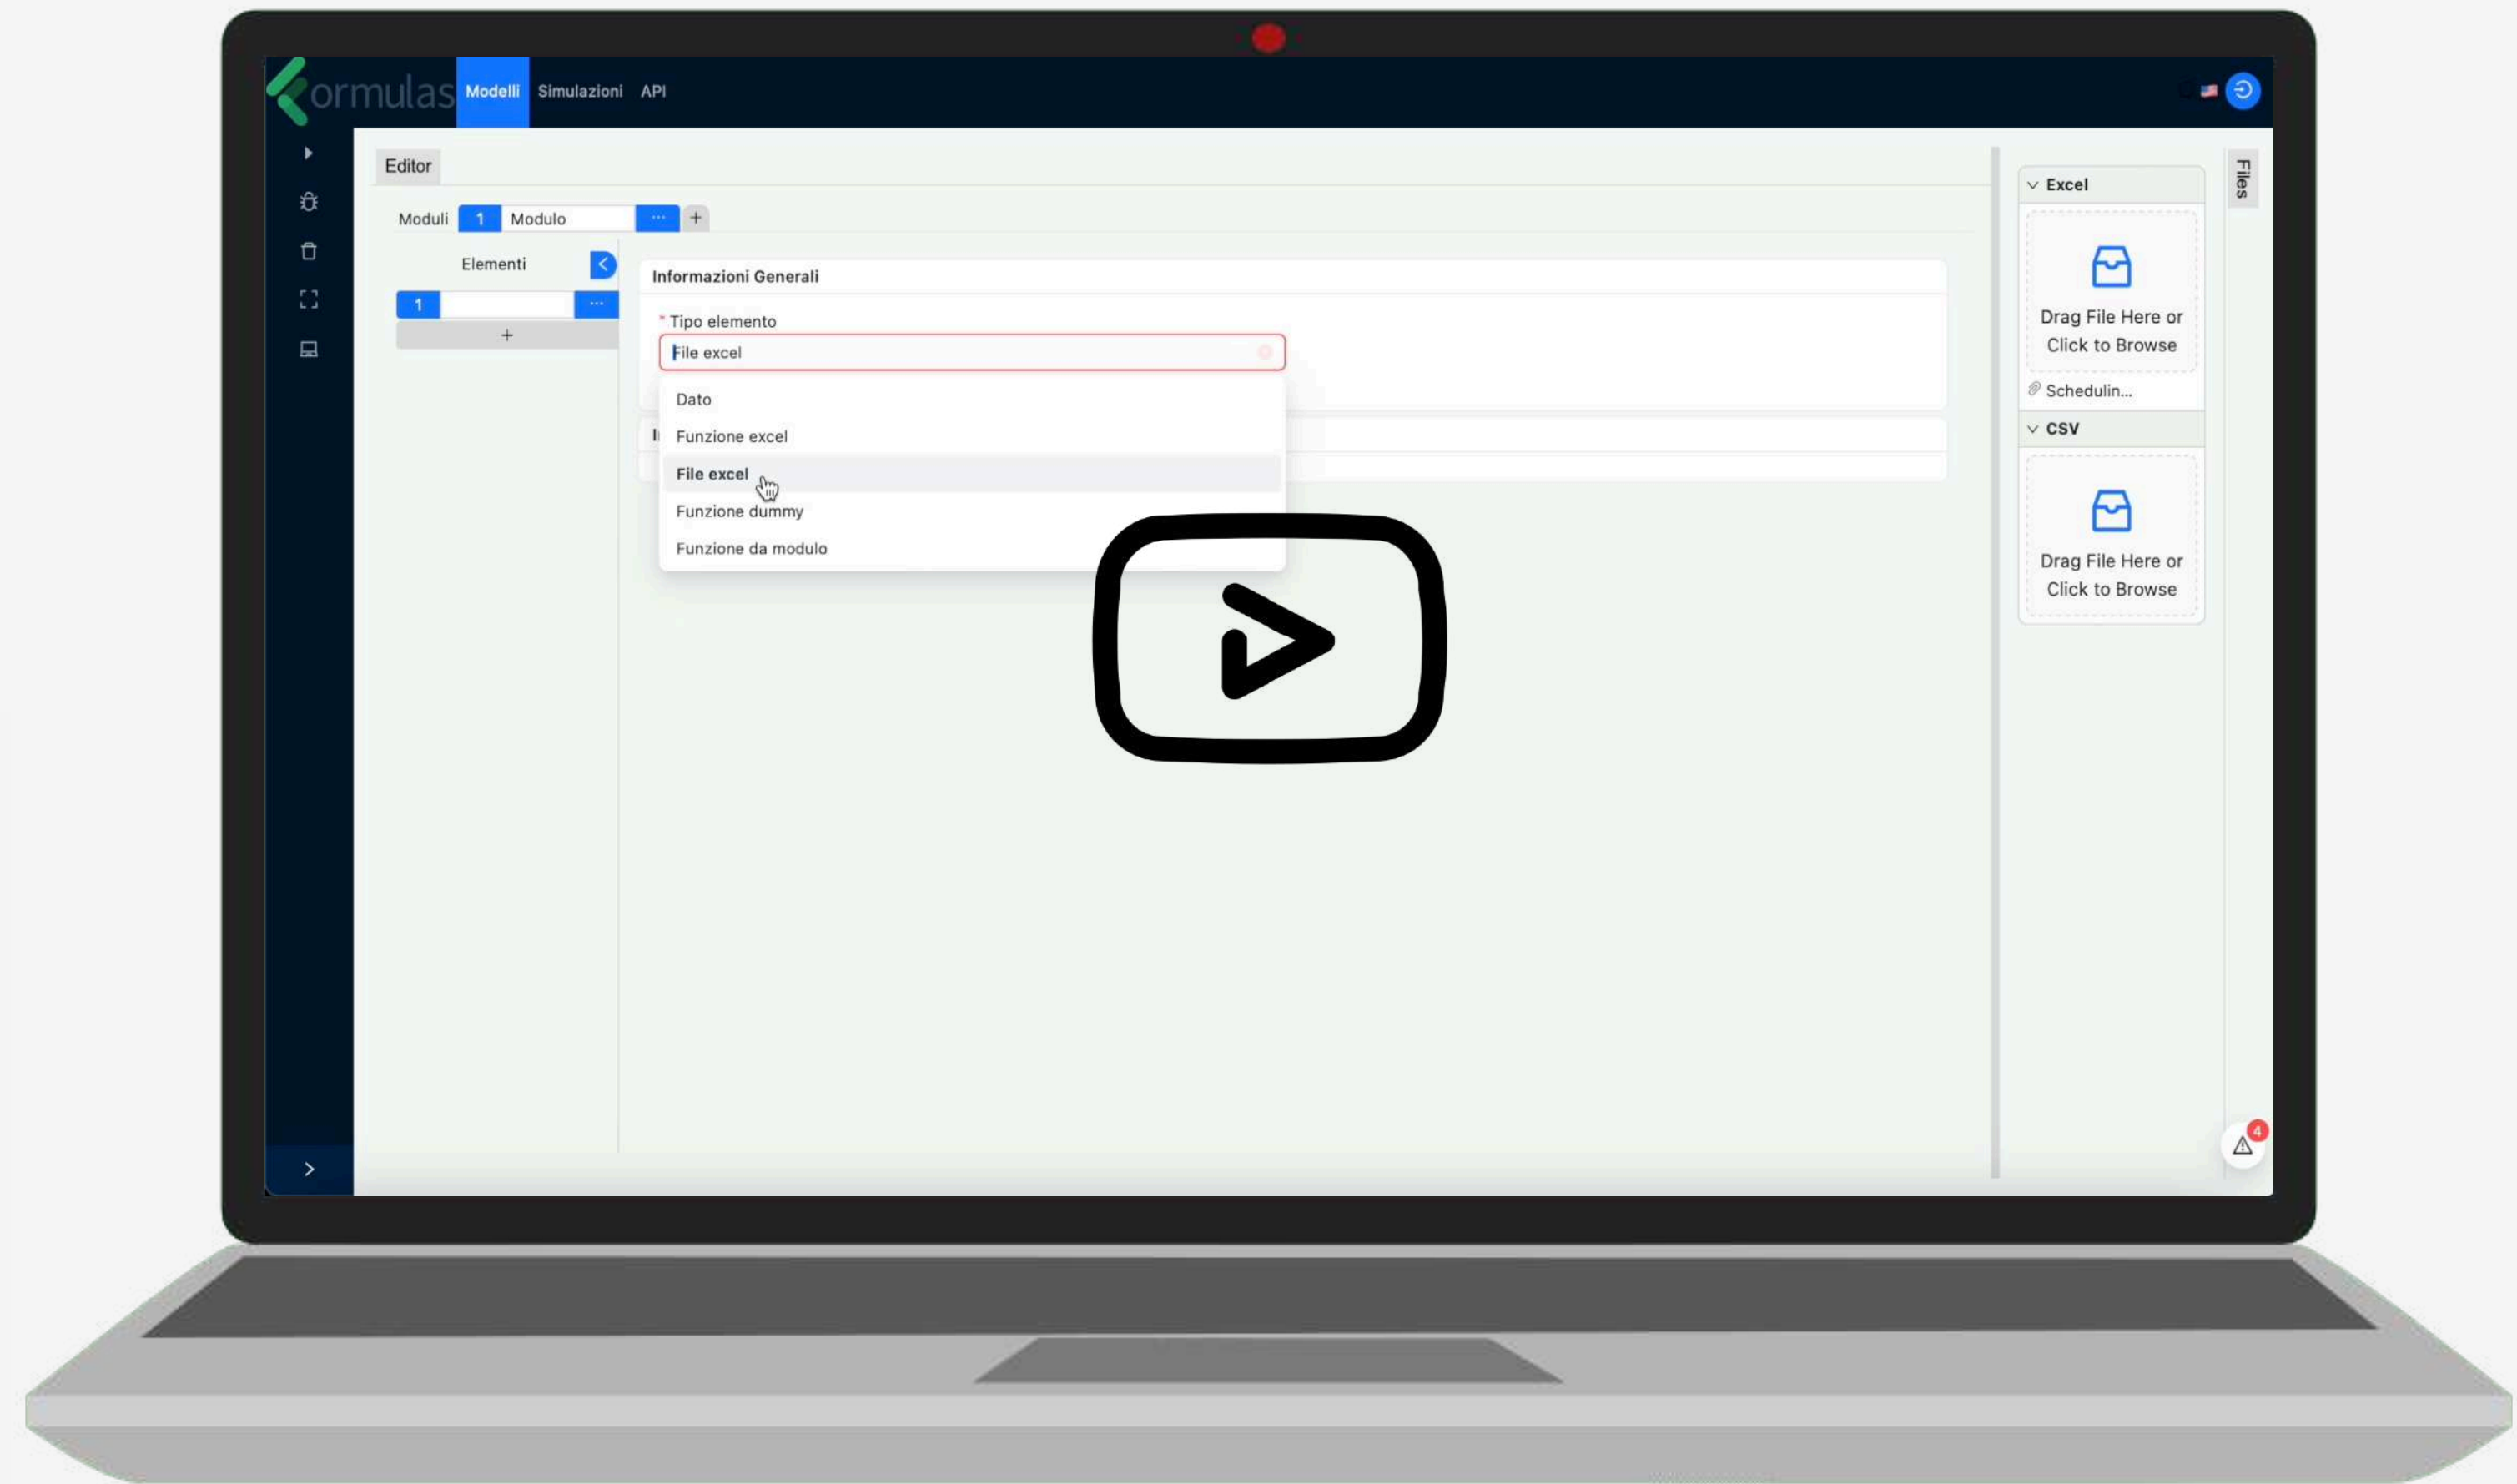 ormulas Modelli Simulazioni API
Editor
Moduli 1 Modulo ... +
Elementi
1 ...
+
Informazioni Generali
* Tipo elemento
File excel
Dato
Funzione excel
File excel
Funzione dummy
Funzione da modulo
Excel
Drag File Here or
Click to Browse
Schedulin...
CSV
Drag File Here or
Click to Browse
Files
4